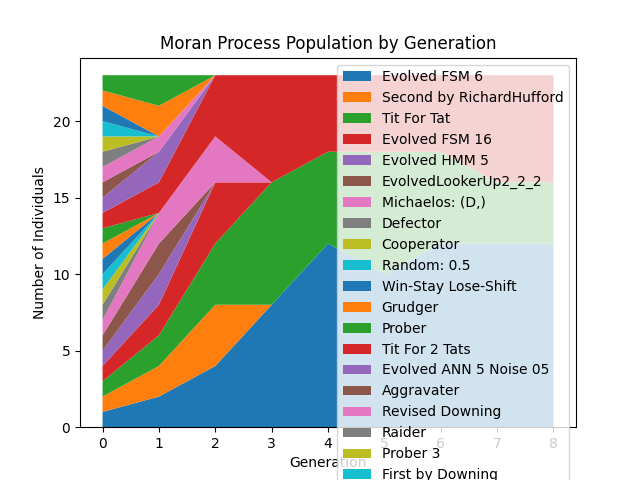 Moran Process Population by Generation
Number of Individuals
20
15
10
5
0
0 1 2 3 4 5 6 7 8
Generation
Evolved FSM 6
Second by RichardHufford
Tit For Tat
Evolved FSM 16
Evolved HMM 5
EvolvedLookerUp2_2_2
Michaelos: (D,)
Defector
Cooperator
Random: 0.5
Win-Stay Lose-Shift
Grudger
Prober
Tit For 2 Tats
Evolved ANN 5 Noise 05
Aggravater
Revised Downing
Raider
Prober 3
First by Downing